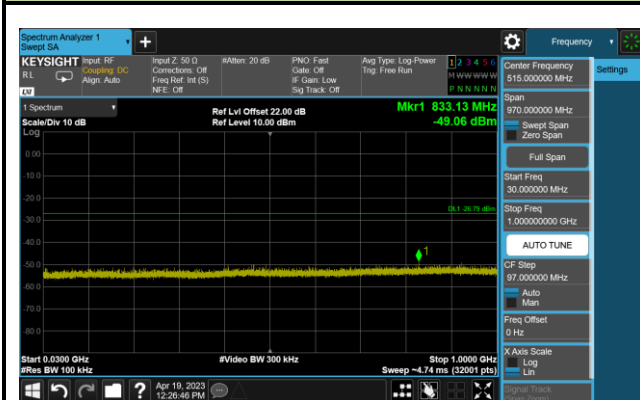 Spectrum Analyzer 1
Swept SA
Frequency
KEYSIGHT Input: RF
Coupling: DC
Align: Auto
RL
Input Z: 50 Ω
Corrections: Off
Freq Ref: Int (S)
NFE: Off
#Atten: 20 dB
PNO: Fast
Gate: Off
IF Gain: Low
Sig Track: Off
Avg Type: Log-Power
Trig: Free Run
1 2 3 4 5 6
M W W W W W
P N N N N N
1 Spectrum
Scale/Div 10 dB
Log
Ref Lvl Offset 22.00 dB
Ref Level 10.00 dBm
Mkr1 833.13 MHz
-49.06 dBm
0.00
-10.0
-20.0
-30.0
-40.0
-50.0
-60.0
-70.0
-80.0
DL1 -26.79 dBm
1
Start 0.0300 GHz
#Res BW 100 kHz
#Video BW 300 kHz
Stop 1.0000 GHz
Sweep ~4.74 ms (32001 pts)
Center Frequency
515.000000 MHz
Settings
Span
970.000000 MHz
Swept Span
Zero Span
Full Span
Start Freq
30.000000 MHz
Stop Freq
1.000000000 GHz
AUTO TUNE
CF Step
97.000000 MHz
Auto
Man
Freq Offset
0 Hz
X Axis Scale
Log
Lin
Signal Track
(Span Zoom)
Apr 19, 2023
12:26:46 PM